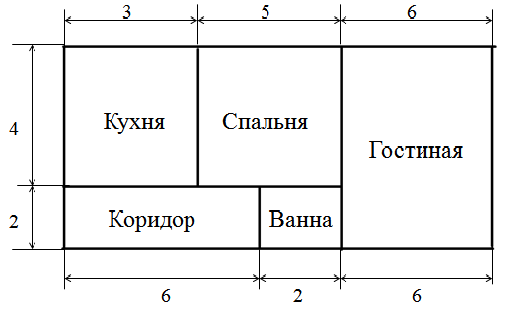 3 5 6
4
Кухня Спальня
Гостиная
2
Коридор Ванна
6 2 6